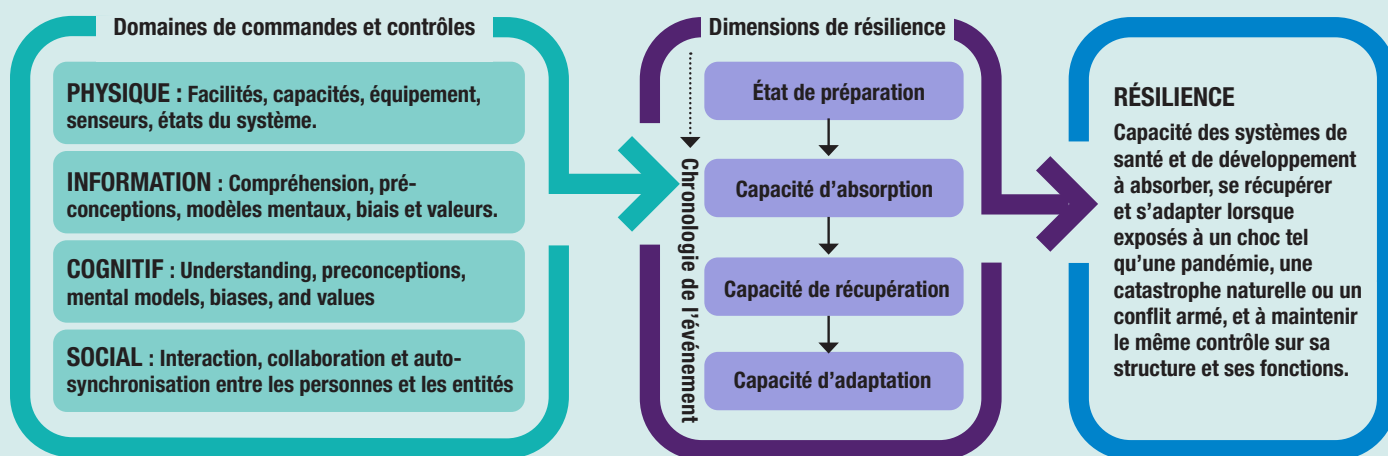 Domaines de commandes et contrôles
PHYSIQUE : Facilités, capacités, équipement,
senseurs, états du système.
INFORMATION : Compréhension, pré-
conceptions, modèles mentaux, biais et valeurs.
COGNITIF : Understanding, preconceptions,
mental models, biases, and values
SOCIAL : Interaction, collaboration et auto-
synchronisation entre les personnes et les entités
Dimensions de résilience
Chronologie de l’événement
État de préparation
Capacité d’absorption
Capacité de récupération
Capacité d’adaptation
RÉSILIENCE
Capacité des systèmes de
santé et de développement
à absorber, se récupérer
et s’adapter lorsque
exposés à un choc tel
qu’une pandémie, une
catastrophe naturelle ou un
conflit armé, et à maintenir
le même contrôle sur sa
structure et ses fonctions.